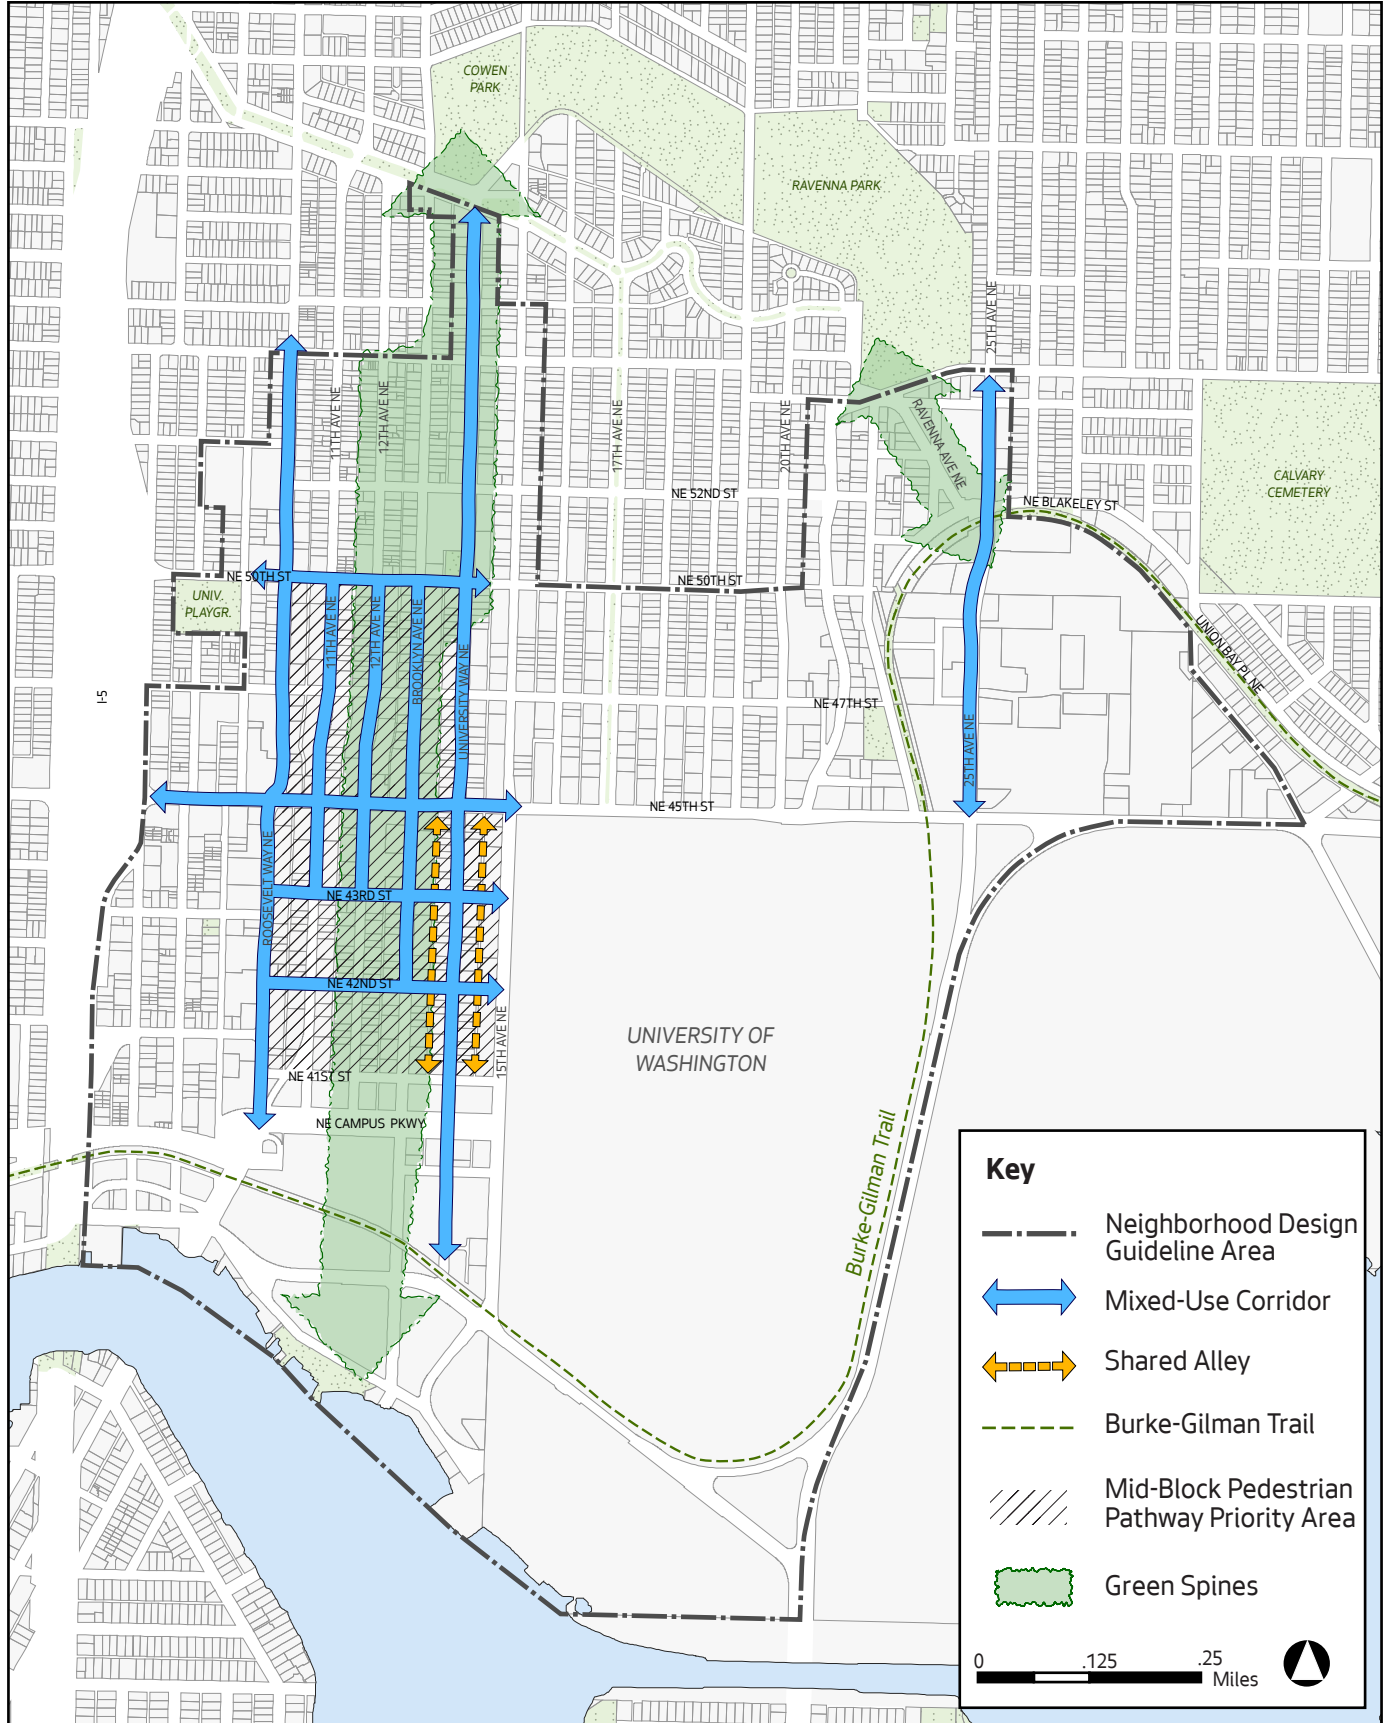 COWEN
PARK
RAVENNA PARK
25TH AVE NE
11TH AVE NE
12TH AVE NE
17TH AVE NE
20TH AVE NE
RAVENNA AVE NE
CALVARY
CEMETERY
NE 52ND ST
NE BLAKELEY ST
NE 50TH ST
NE 50TH ST
UNIV.
PLAYGR.
11TH AVE NE
12TH AVE NE
BROOKLYN AVE NE
UNIVERSITY WAY NE
UNION BAY PL NE
I-5
NE 47TH ST
25TH AVE NE
NE 45TH ST
ROOSEVELT WAY NE
NE 43RD ST
NE 42ND ST
15TH AVE NE
UNIVERSITY OF
WASHINGTON
NE 41ST ST
NE CAMPUS PKWY
Burke-Gilman Trail
Key
Neighborhood Design
Guideline Area
Mixed-Use Corridor
Shared Alley
Burke-Gilman Trail
Mid-Block Pedestrian
Pathway Priority Area
Green Spines
0 .125 .25
Miles